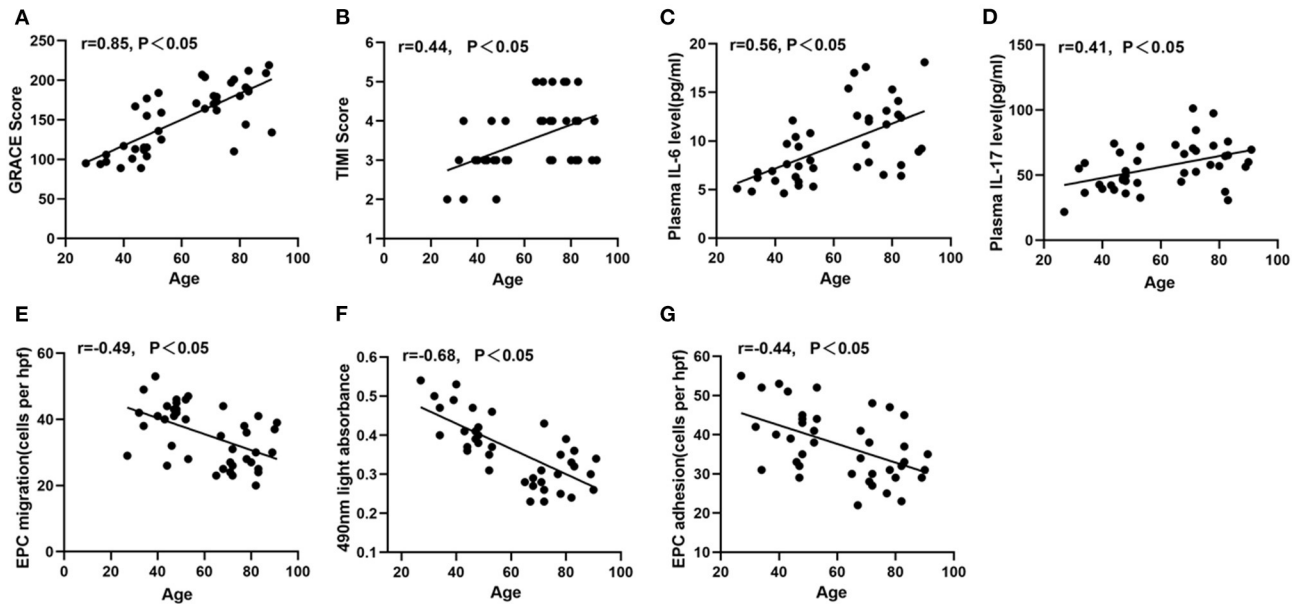 A
r=0.85, P＜0.05
GRACE Score
250
200
150
100
50
0
20 40 60 80 100
Age
B
r=0.44, P＜0.05
TIMI Score
6
5
4
3
2
1
20 40 60 80 100
Age
C
r=0.56, P＜0.05
Plasma IL-6 level(pg/ml)
20
15
10
5
0
20 40 60 80 100
Age
D
r=0.41, P＜0.05
Plasma IL-17 level(pg/ml)
150
100
50
0
20 40 60 80 100
Age
E
r=-0.49, P＜0.05
EPC migration(cells per hpf)
60
40
20
0
0 20 40 60 80 100
Age
F
r=-0.68, P＜0.05
490nm light absorbance
0.6
0.5
0.4
0.3
0.2
0.1
20 40 60 80 100
Age
G
r=-0.44, P＜0.05
EPC adhesion(cells per hpf)
60
50
40
30
20
10
20 40 60 80 100
Age